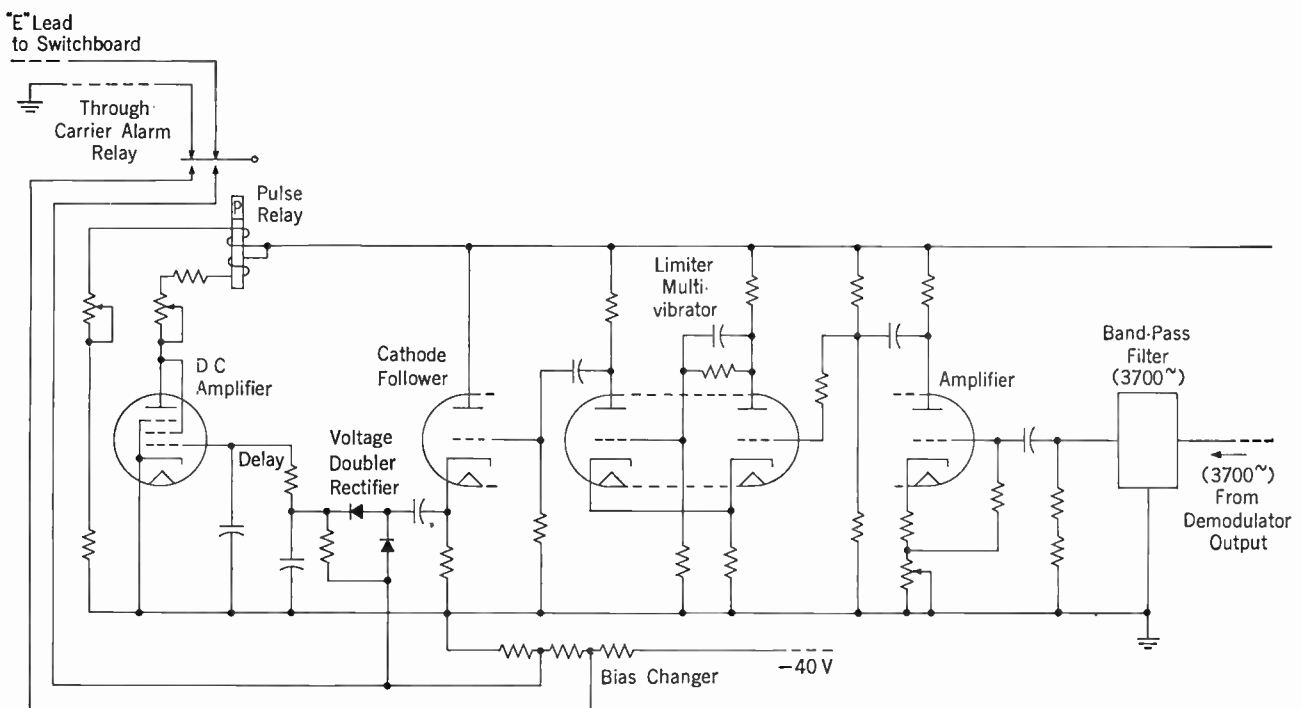 "E" Lead
to Switchboard
Through
Carrier Alarm
Relay
P
Pulse
Relay
Limiter
Multi-
vibrator
Band-Pass
Filter
(3700~)
Cathode
Follower
Amplifier
D C
Amplifier
Voltage
Doubler
Rectifier
Delay
(3700~)
From
Demodulator
Output
Bias Changer
-40 V